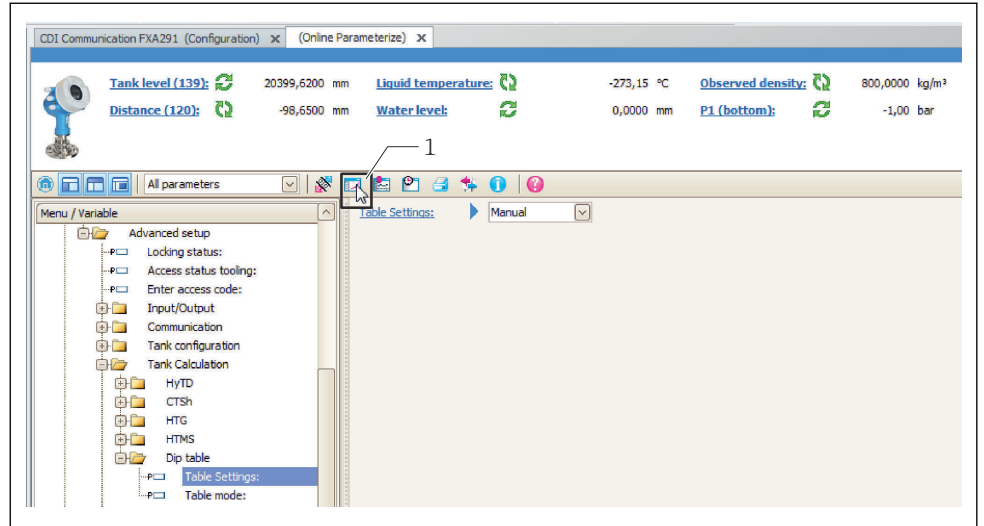 CDI Communication FXA291 (Configuration) x (Online Parameterize) x
Tank level (139): 20399,6200 mm Liquid temperature: -273,15 °C Observed density: 800,0000 kg/m³
Distance (120): -98,6500 mm Water level: 0,0000 mm P1 (bottom): -1,00 bar
1
All parameters
Menu / Variable
Table Settings: Manual
Advanced setup
Locking status:
Access status tooling:
Enter access code:
Input/Output
Communication
Tank configuration
Tank Calculation
HyTD
CTSh
HTG
HTMS
Dip table
Table Settings:
Table mode: